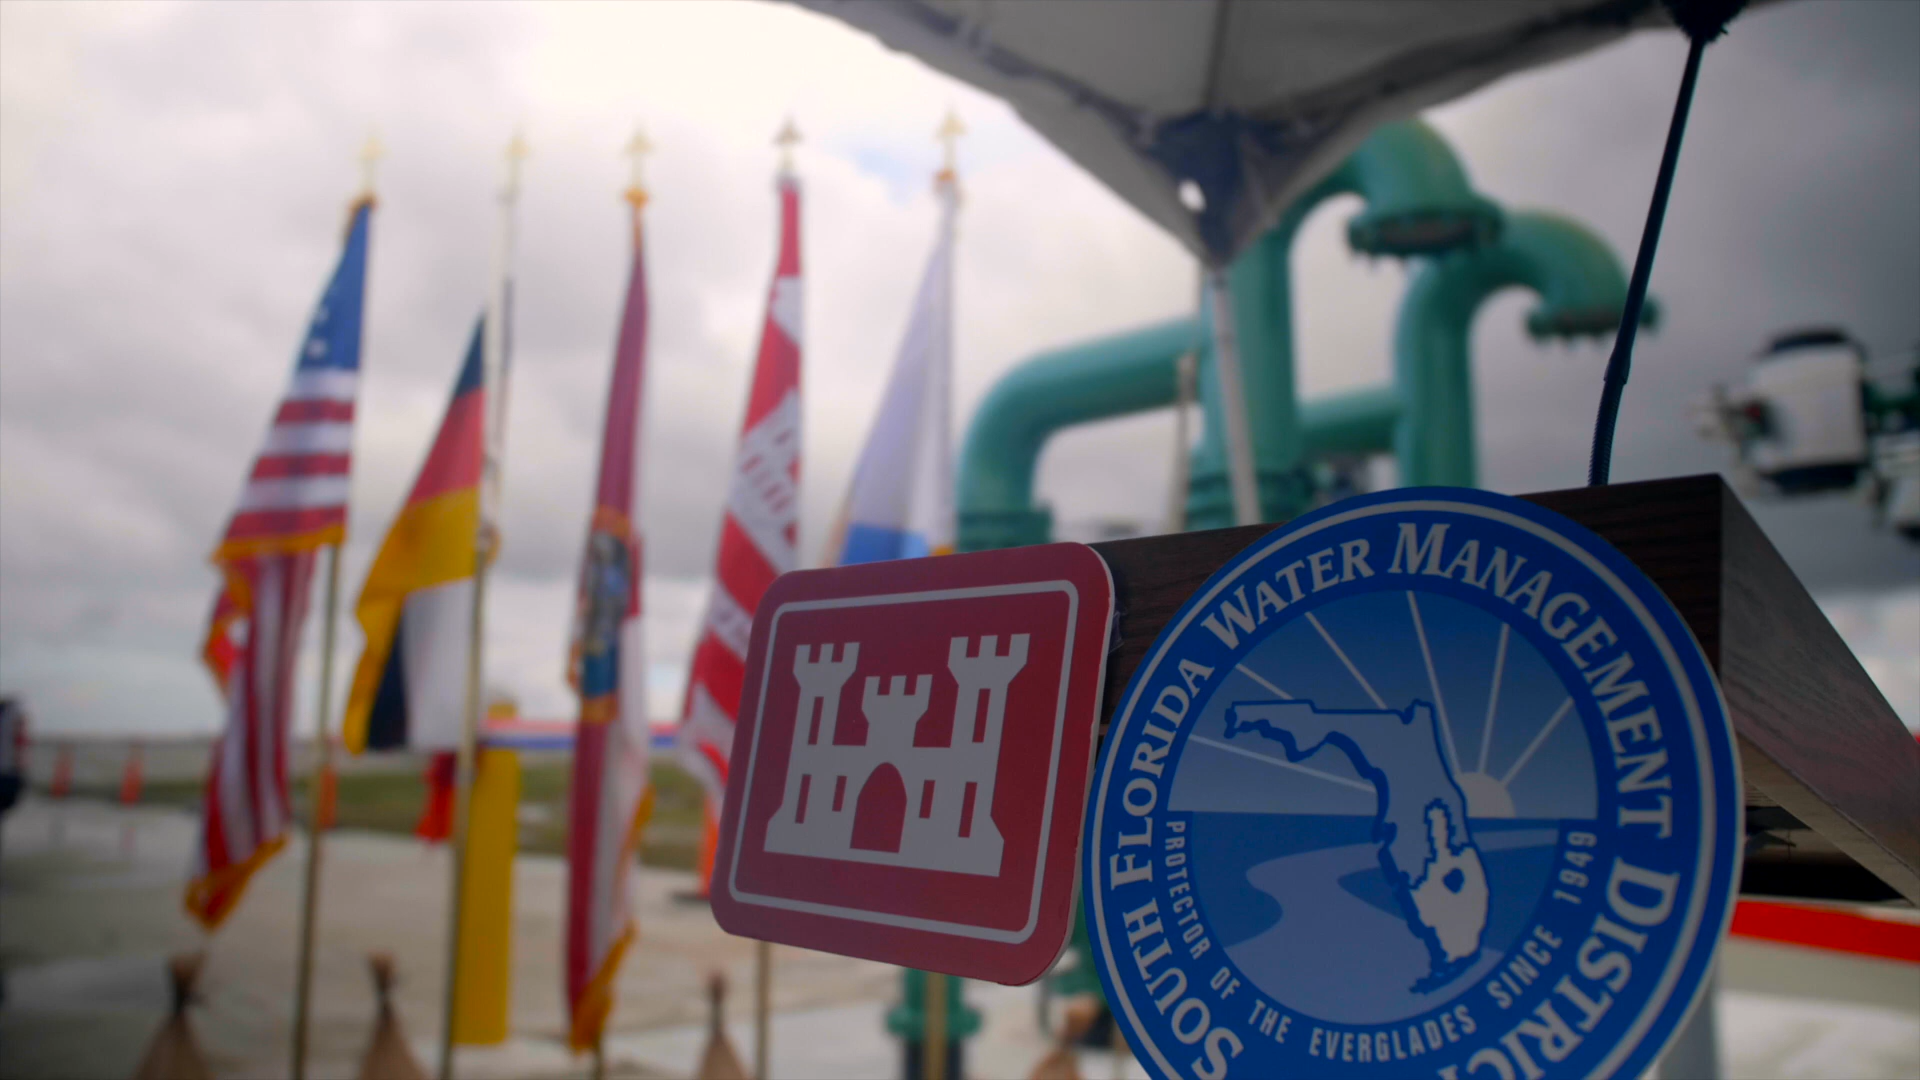 SOUTH FLORIDA WATER MANAGEMENT DISTRICT
PROTECTOR OF THE EVERGLADES SINCE 1949